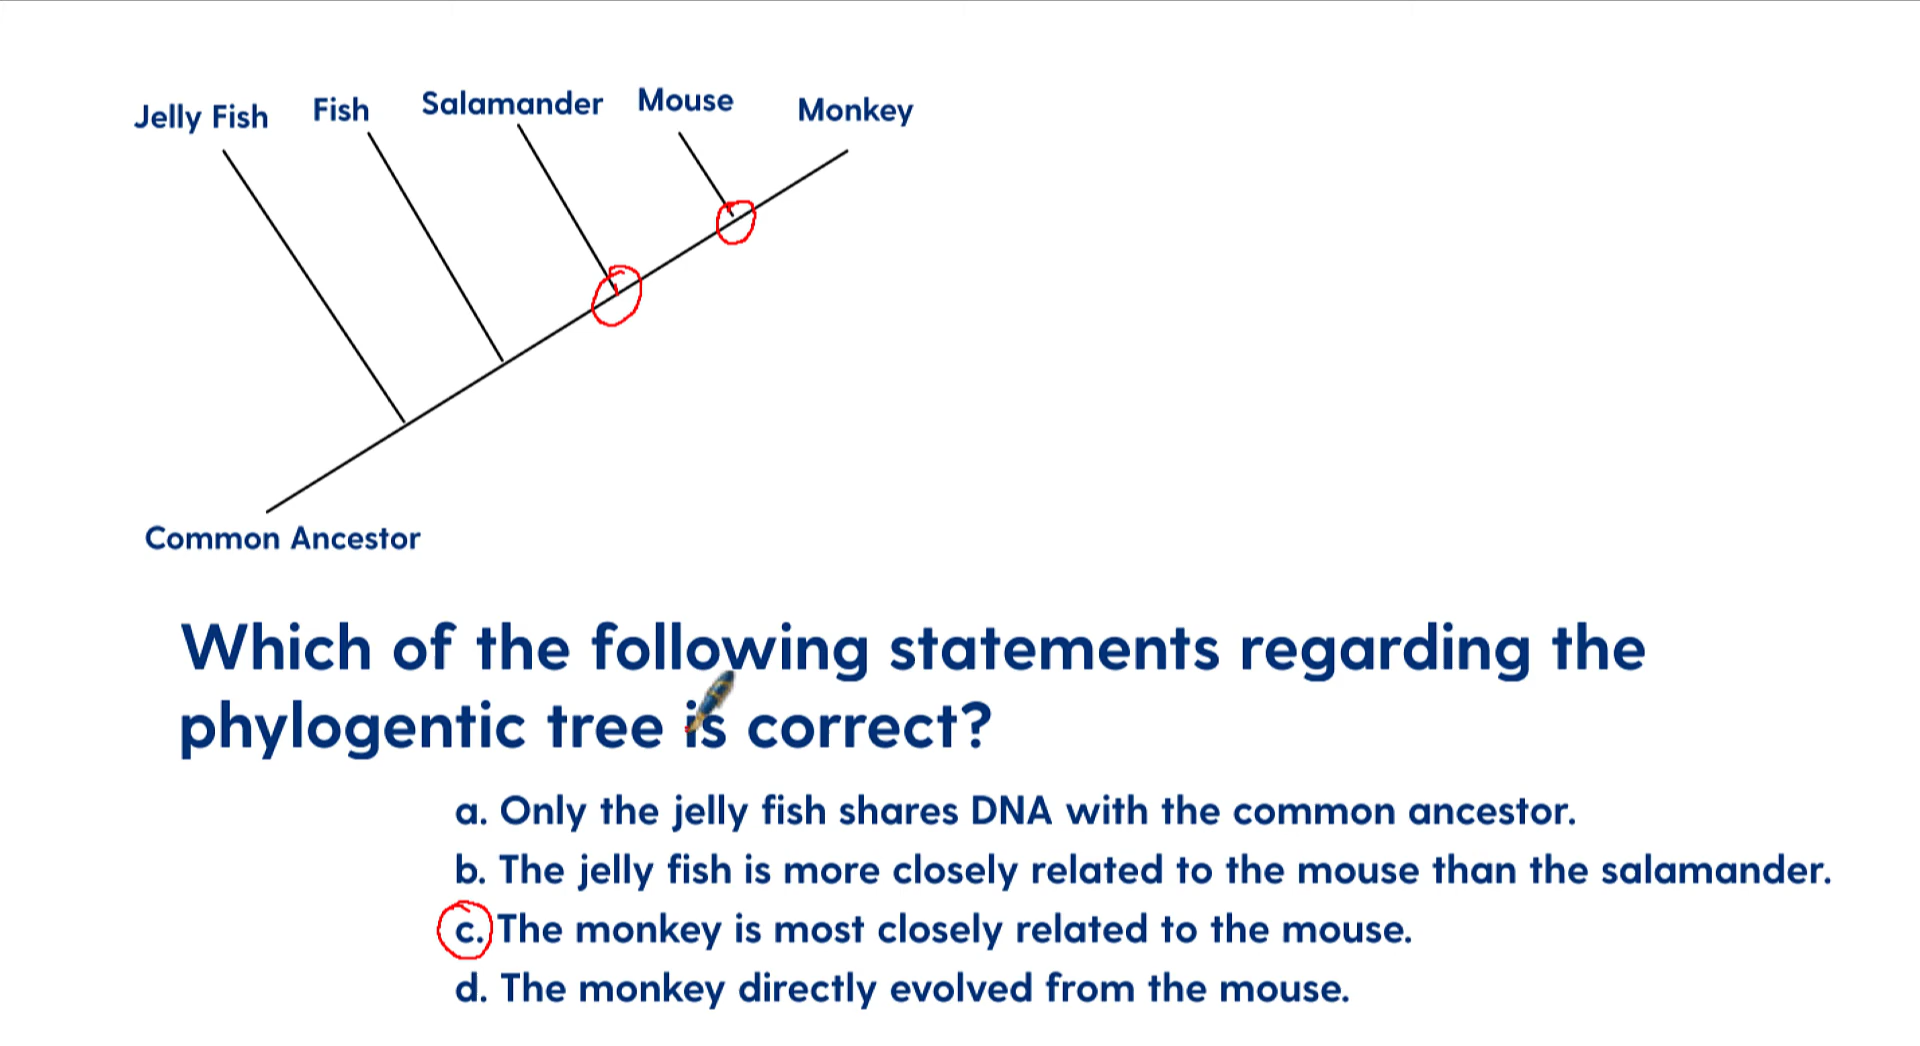 Jelly Fish Fish Salamander Mouse Monkey
Common Ancestor
Which of the following statements regarding the
phylogentic tree is correct?
a. Only the jelly fish shares DNA with the common ancestor.
b. The jelly fish is more closely related to the mouse than the salamander.
c. The monkey is most closely related to the mouse.
d. The monkey directly evolved from the mouse.